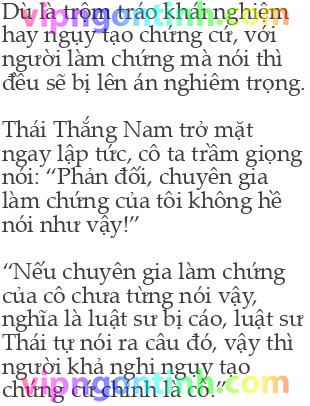 Dù là trộm tráo khái nghiệm
hay ngụy tạo chứng cứ, với
người làm chứng mà nói thì
đều sẽ bị lên án nghiêm trọng.
Thái Thắng Nam trở mặt
ngay lập tức, cô ta trầm giọng
nói: “Phản đối, chuyên gia
làm chứng của tôi không hề
nói như vậy!”
“Nếu chuyên gia làm chứng
của cô chưa từng nói vậy,
nghĩa là luật sư bị cáo, luật sư
Thái tự nói ra câu đó, vậy thì
người khả nghi ngụy tạo
chứng cứ chính là cô.”
vipngontinh.com
vipngontinh.com